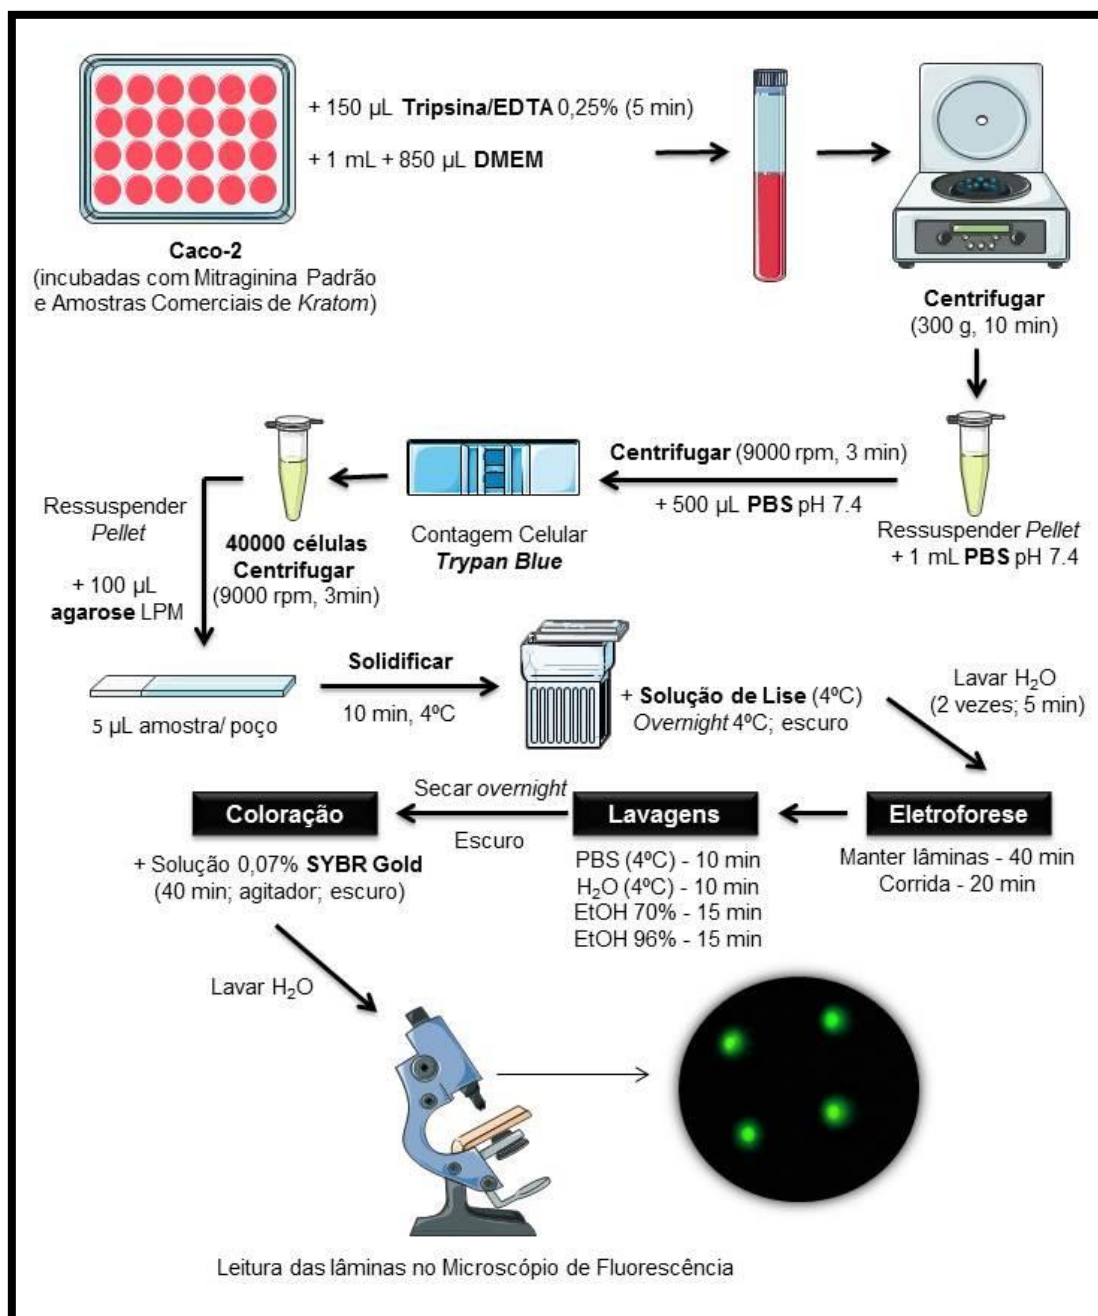 + 150 µL Tripsina/EDTA 0,25% (5 min)
+ 1 mL + 850 µL DMEM
Caco-2
(incubadas com Mitraginina Padrão
e Amostras Comerciais de Kratom)
Centrifugar
(300 g, 10 min)
Ressuspender Pellet
+ 1 mL PBS pH 7.4
Centrifugar (9000 rpm, 3 min)
+ 500 µL PBS pH 7.4
Contagem Celular
Trypan Blue
40000 células
Centrifugar
(9000 rpm, 3min)
Ressuspender
Pellet
+ 100 µL
agarose LPM
5 µL amostra/ poço
Solidificar
10 min, 4ºC
+ Solução de Lise (4ºC)
Overnight 4ºC; escuro
Lavar H₂O
(2 vezes; 5 min)
Eletroforese
Manter lâminas - 40 min
Corrida - 20 min
Lavagens
PBS (4ºC) - 10 min
H₂O (4ºC) - 10 min
EtOH 70% - 15 min
EtOH 96% - 15 min
Secar overnight
Escuro
Coloração
+ Solução 0,07% SYBR Gold
(40 min; agitador; escuro)
Lavar H₂O
Leitura das lâminas no Microscópio de Fluorescência